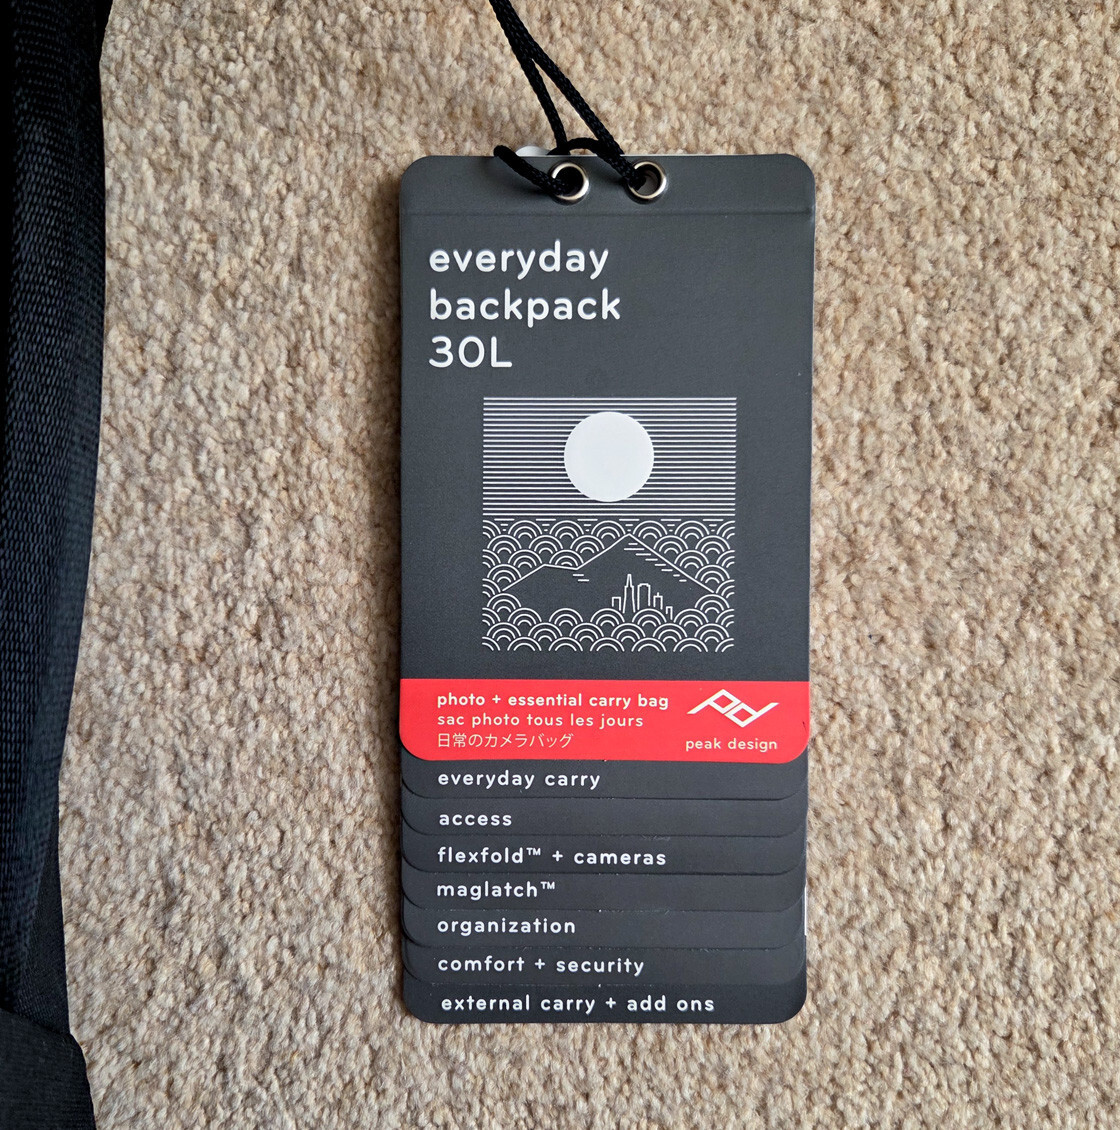 everyday
backpack
30L
photo + essential carry bag
sac photo tous les jours
日常のカメラバッグ
peak design
everyday carry
access
flexfold™ + cameras
maglatch™
organization
comfort + security
external carry + add ons